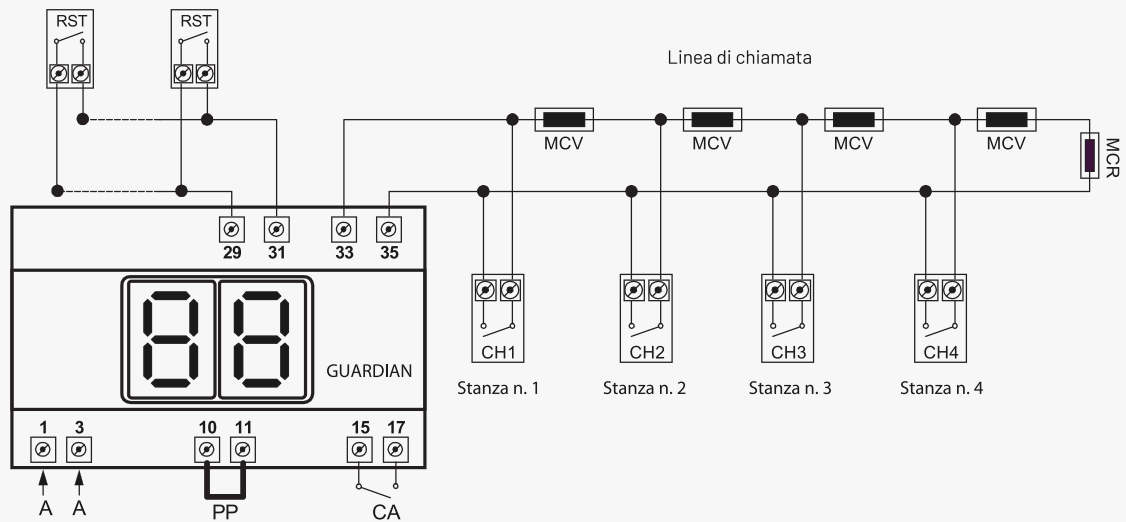 RST
RST
Linea di chiamata
MCV
MCV
MCV
MCV
MCR
29
31
33
35
88
GUARDIAN
CH1
CH2
CH3
CH4
Stanza n. 1
Stanza n. 2
Stanza n. 3
Stanza n. 4
1
3
10
11
15
17
A
A
PP
CA